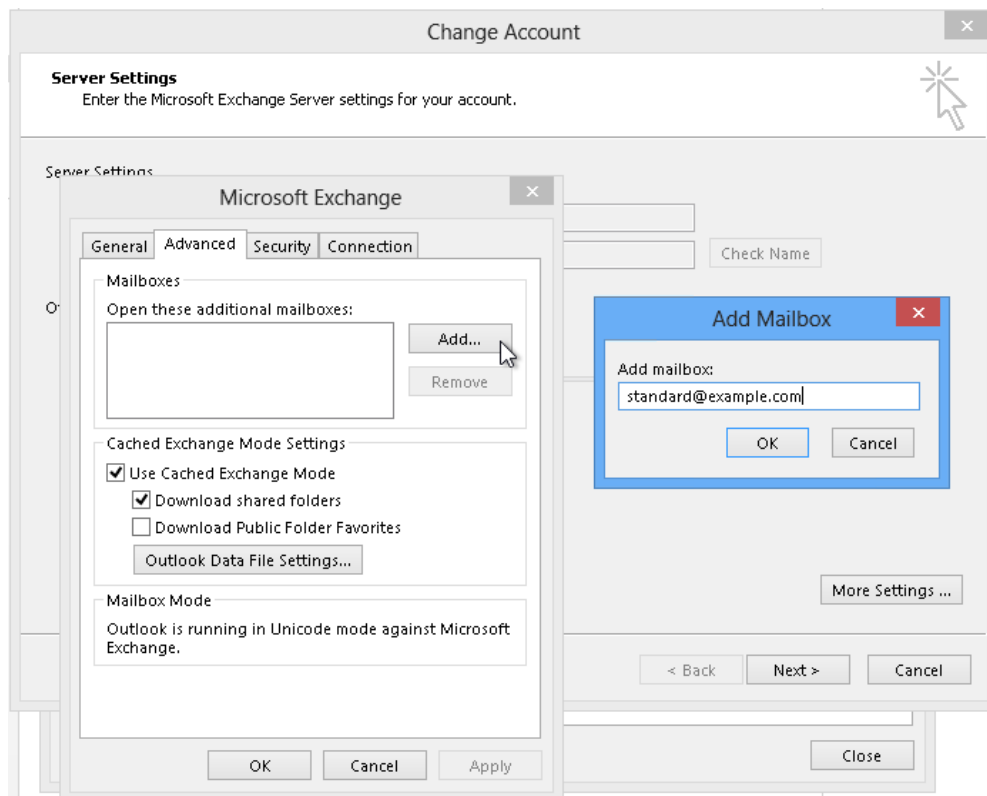 Change Account
Server Settings
Enter the Microsoft Exchange Server settings for your account.
Server Settings
Microsoft Exchange
General Advanced Security Connection
Check Name
Mailboxes
Open these additional mailboxes:
Add...
Remove
Add Mailbox
Add mailbox:
standard@example.com
OK Cancel
Cached Exchange Mode Settings
Use Cached Exchange Mode
Download shared folders
Download Public Folder Favorites
Outlook Data File Settings...
More Settings ...
Mailbox Mode
Outlook is running in Unicode mode against Microsoft
Exchange.
< Back Next > Cancel
OK Cancel Apply
Close